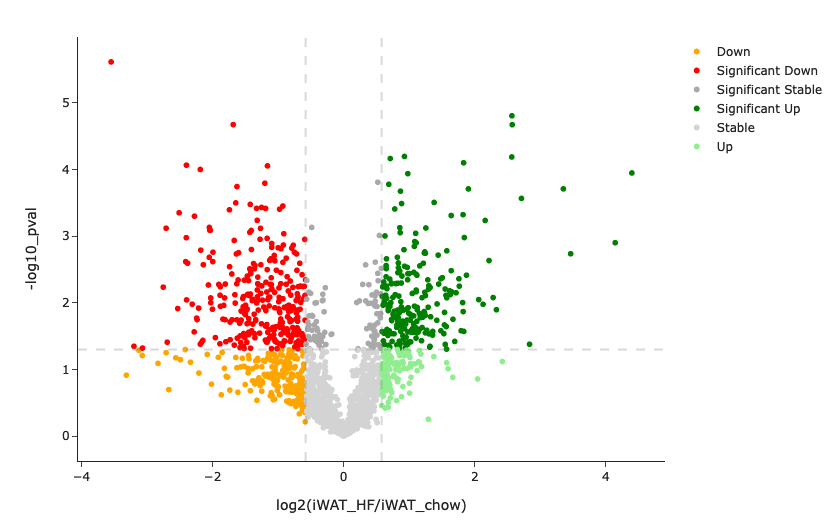 Down
Significant Down
Significant Stable
Significant Up
Stable
Up
-log10_pval
5
4
3
2
1
0
−4
−2
0
2
4
log2(iWAT_HF/iWAT_chow)